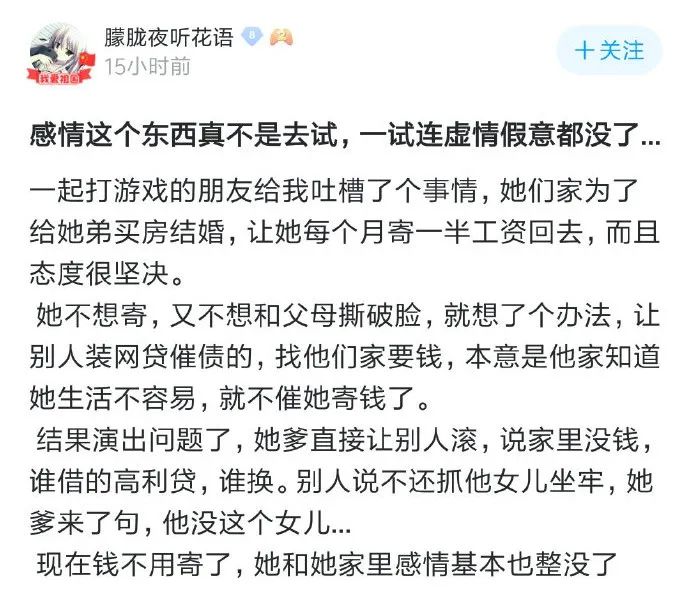 朦胧夜听花语 8 2
15小时前
+关注
我爱祖国
感情这个东西真不是去试，一试连虚情假意都没了...
一起打游戏的朋友给我吐槽了个事情，她们家为了
给她弟买房结婚，让她每个月寄一半工资回去，而且
态度很坚决。
她不想寄，又不想和父母撕破脸，就想了个办法，让
别人装网贷催债的，找他们家要钱，本意是他家知道
她生活不容易，就不催她寄钱了。
结果演出问题了，她爹直接让别人滚，说家里没钱，
谁借的高利贷，谁换。别人说不还抓他女儿坐牢，她
爹来了句，他没这个女儿...
现在钱不用寄了，她和她家里感情基本也整没了